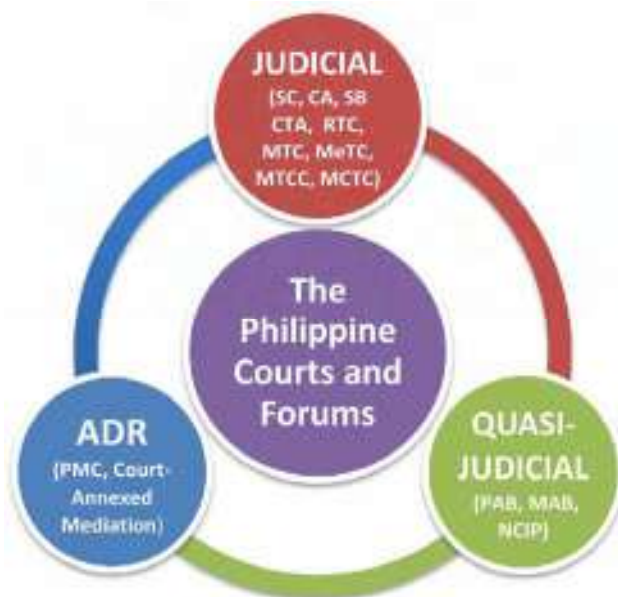 JUDICIAL
(SC, CA, SB
CTA, RTC,
MTC, MeTC,
MTCC, MCTC)
The
Philippine
Courts and
Forums
ADR
(PMC, Court-
Annexed
Mediation)
QUASI-
JUDICIAL
(PAB, MAB,
NCIP)